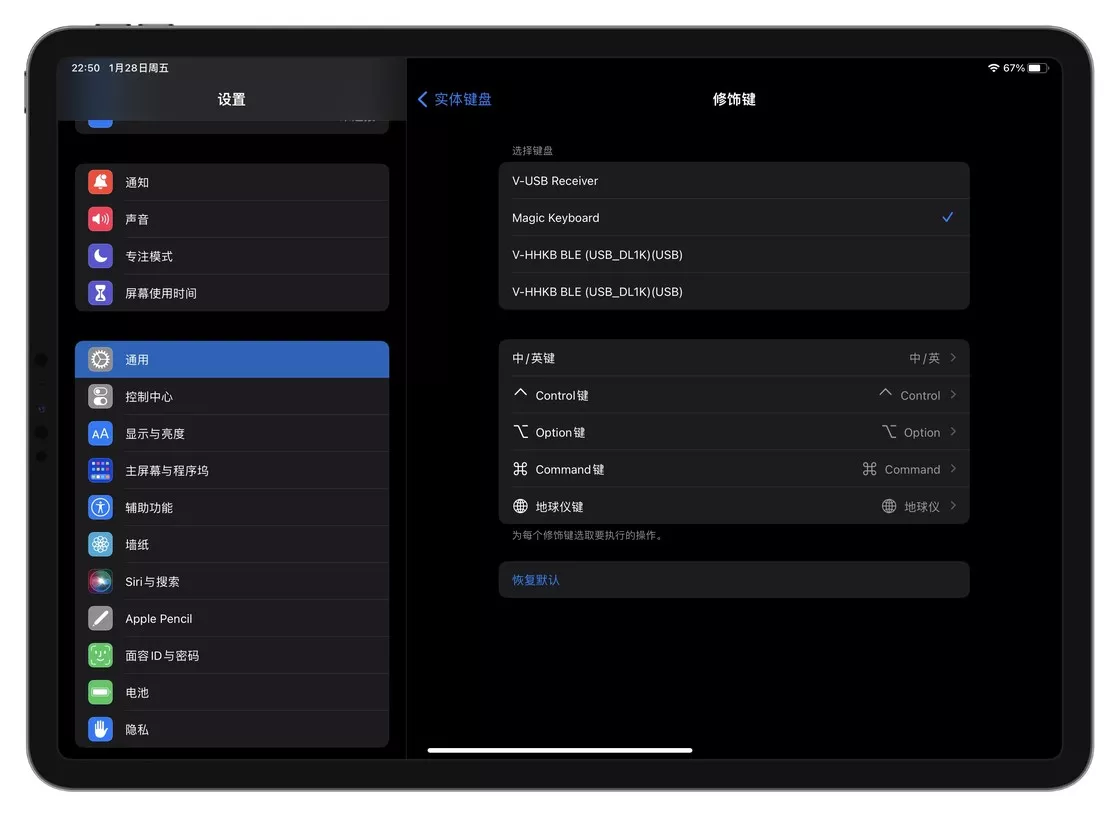 22:50 1月28日周五
67%
设置
通知
声音
专注模式
屏幕使用时间
通用
控制中心
AA 显示与亮度
主屏幕与程序坞
辅助功能
墙纸
Siri与搜索
Apple Pencil
面容ID与密码
电池
隐私
实体键盘
修饰键
选择键盘
V-USB Receiver
Magic Keyboard
V-HHKB BLE (USB_DL1K)(USB)
V-HHKB BLE (USB_DL1K)(USB)
中/英键 中/英
Control键 Control
Option键 Option
Command键 Command
地球仪键 地球仪
为每个修饰键选取要执行的操作。
恢复默认